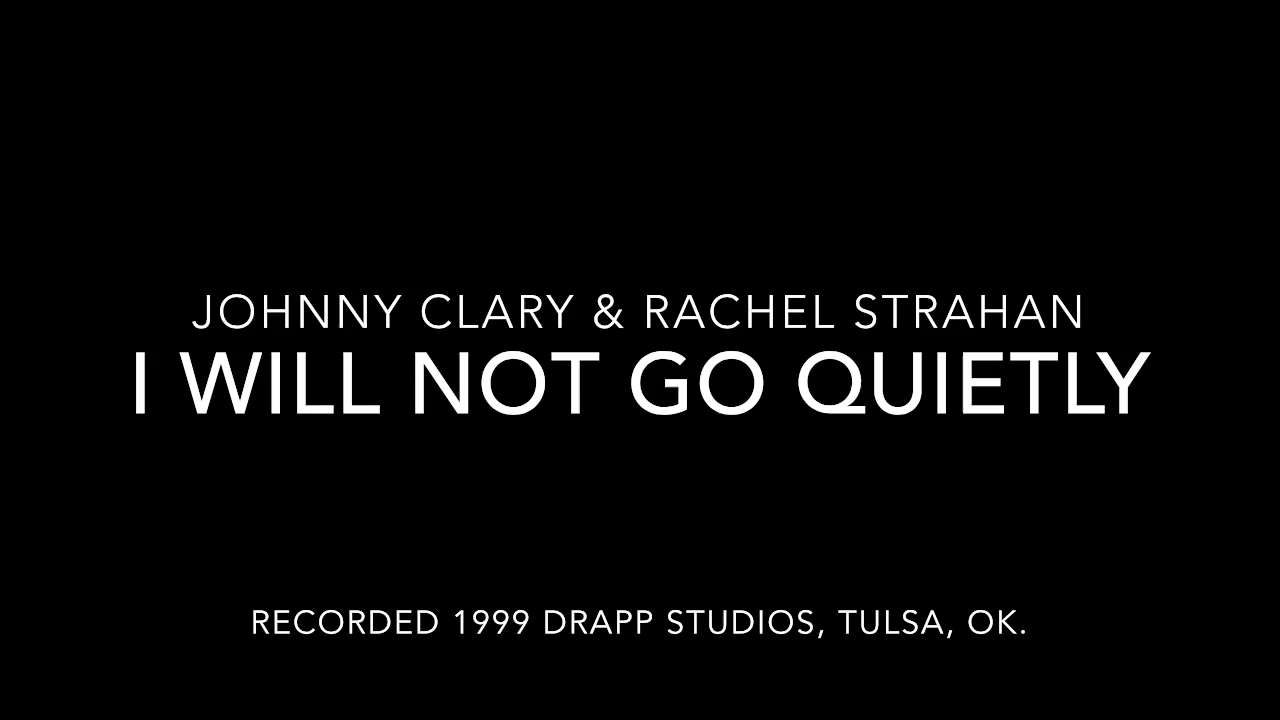 JOHNNY CLARY & RACHEL STRAHAN
I WILL NOT GO QUIETLY
RECORDED 1999 DRAPP STUDIOS, TULSA, OK.